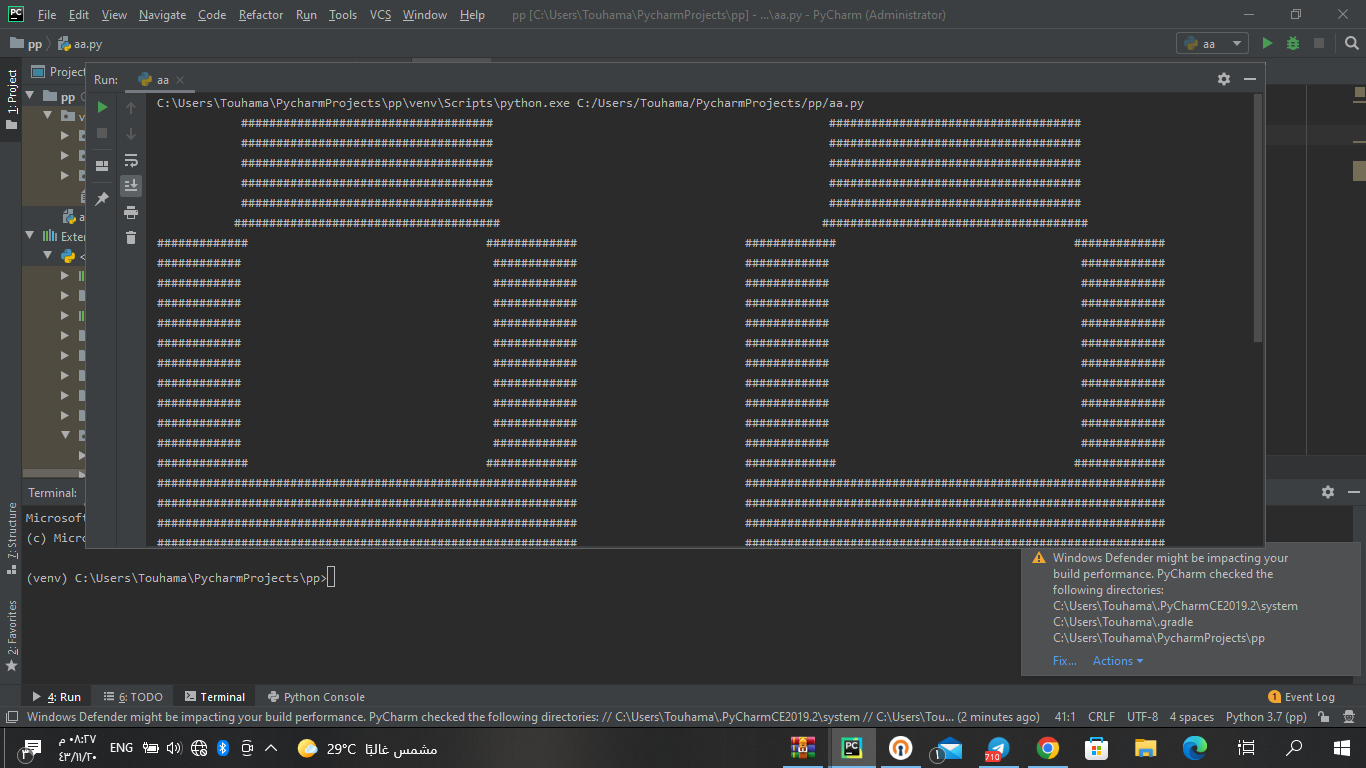 File Edit View Navigate Code Refactor Run Tools VCS Window Help pp [C:\Users\Touhama\PycharmProjects\pp] - ...\aa.py - PyCharm (Administrator)
pp aa.py aa
1: Project
Project
pp
Exter
Run: aa
C:\Users\Touhama\PycharmProjects\pp\venv\Scripts\python.exe C:/Users/Touhama/PycharmProjects/pp/aa.py
#################################### ####################################
#################################### ####################################
#################################### ####################################
#################################### ####################################
#################################### ####################################
###################################### ######################################
############# ############# ############# #############
############ ############ ############ ############
############ ############ ############ ############
############ ############ ############ ############
############ ############ ############ ############
############ ############ ############ ############
############ ############ ############ ############
############ ############ ############ ############
############ ############ ############ ############
############ ############ ############ ############
############ ############ ############ ############
############# ############# ############# #############
############################################################ ############################################################
############################################################ ############################################################
############################################################ ############################################################
############################################################ ############################################################
Terminal:
Microsoft
(c) Micro
(venv) C:\Users\Touhama\PycharmProjects\pp>
7: Structure
2: Favorites
Windows Defender might be impacting your
build performance. PyCharm checked the
following directories:
C:\Users\Touhama\.PyCharmCE2019.2\system
C:\Users\Touhama\.gradle
C:\Users\Touhama\PycharmProjects\pp
Fix... Actions
4: Run 6: TODO Terminal Python Console 1 Event Log
Windows Defender might be impacting your build performance. PyCharm checked the following directories: // C:\Users\Touhama\.PyCharmCE2019.2\system // C:\Users\Tou... (2 minutes ago) 41:1 CRLF UTF-8 4 spaces Python 3.7 (pp)
٣ ٠٨:٢٧ م ENG 29°C مشمس غالبًا 1 710
٤٣/١١/٢٠